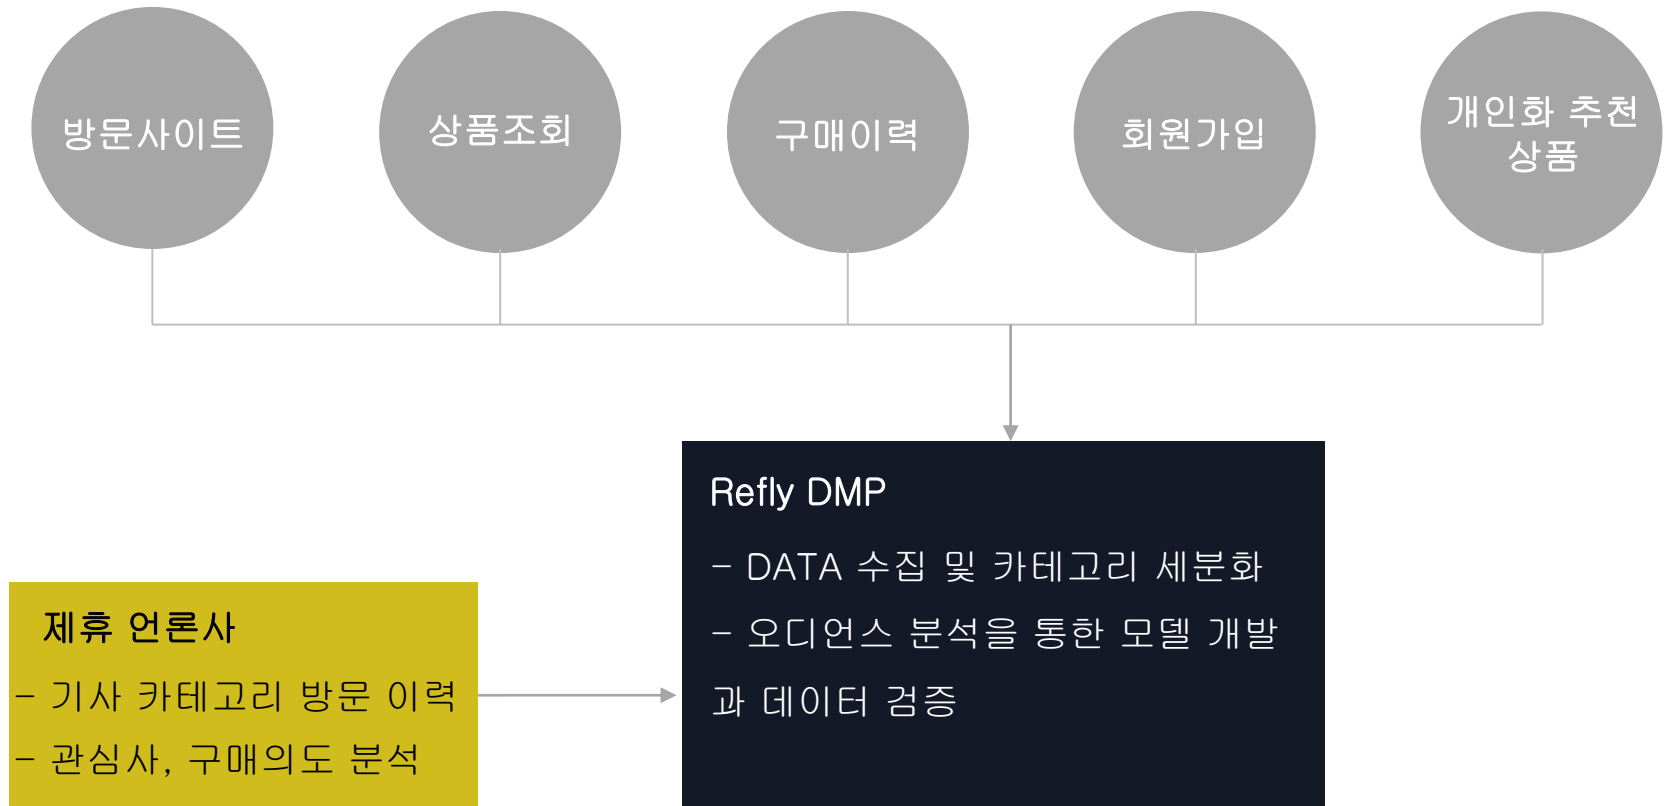 방문사이트
상품조회
구매이력
회원가입
개인화 추천
상품
Refly DMP
- DATA 수집 및 카테고리 세분화
- 오디언스 분석을 통한 모델 개발
과 데이터 검증
제휴 언론사
- 기사 카테고리 방문 이력
- 관심사, 구매의도 분석